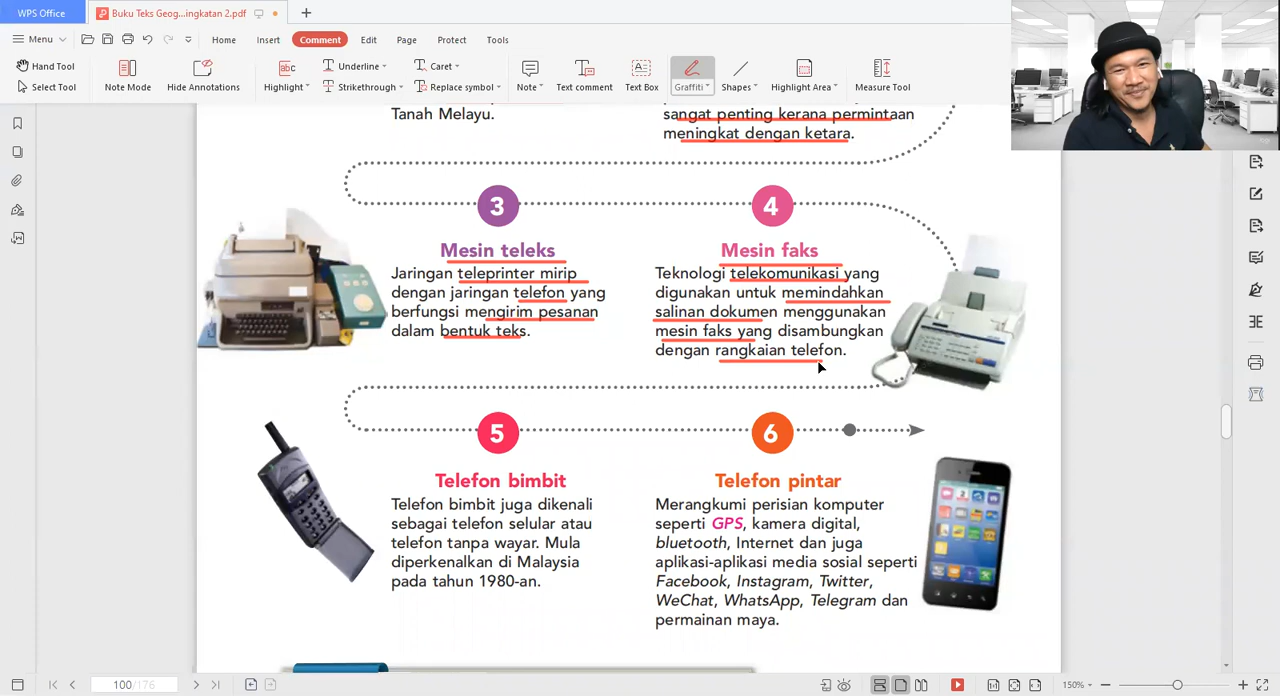 WPS Office
Buku Teks Geog...ingkatan 2.pdf
Menu
Home Insert Comment Edit Page Protect Tools
Hand Tool
Select Tool
Note Mode
Hide Annotations
Highlight
Underline
Strikethrough
Caret
Replace symbol
Note
Text comment
Text Box
Graffiti
Shapes
Highlight Area
Measure Tool
Tanah Melayu.
sangat penting kerana permintaan
meningkat dengan ketara.
3
Mesin teleks
Jaringan teleprinter mirip
dengan jaringan telefon yang
berfungsi mengirim pesanan
dalam bentuk teks.
4
Mesin faks
Teknologi telekomunikasi yang
digunakan untuk memindahkan
salinan dokumen menggunakan
mesin faks yang disambungkan
dengan rangkaian telefon.
5
Telefon bimbit
Telefon bimbit juga dikenali
sebagai telefon selular atau
telefon tanpa wayar. Mula
diperkenalkan di Malaysia
pada tahun 1980-an.
6
Telefon pintar
Merangkumi perisian komputer
seperti GPS, kamera digital,
bluetooth, Internet dan juga
aplikasi-aplikasi media sosial seperti
Facebook, Instagram, Twitter,
WeChat, WhatsApp, Telegram dan
permainan maya.
100/176
150%